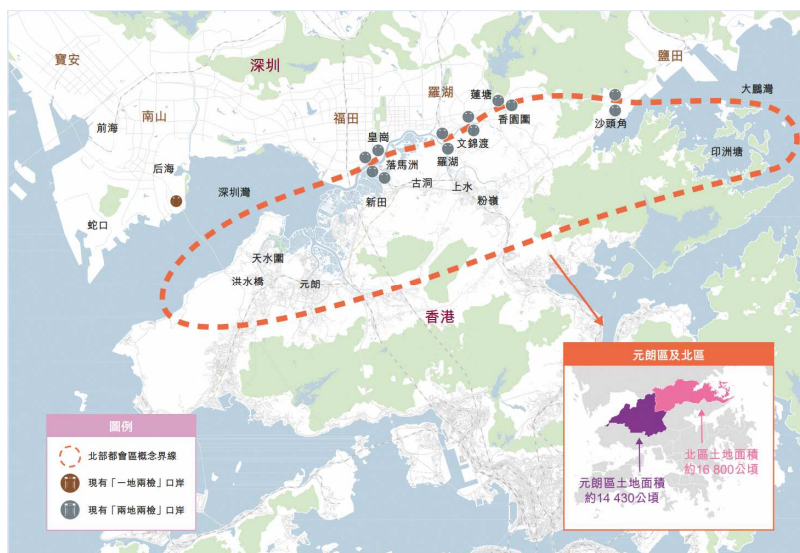 寶安
深圳
鹽田
南山
羅湖
蓮塘
大鵬灣
前海
福田
皇崗
香園圍
文錦渡
沙頭角
后海
落馬洲
羅湖
印洲塘
深圳灣
古洞
上水
新田
粉嶺
蛇口
天水圍
洪水橋
元朗
香港
元朗區及北區
北區土地面積
約16 800公頃
元朗區土地面積
約14 430公頃
圖例
北部都會區概念界線
現有「一地兩檢」口岸
現有「兩地兩檢」口岸